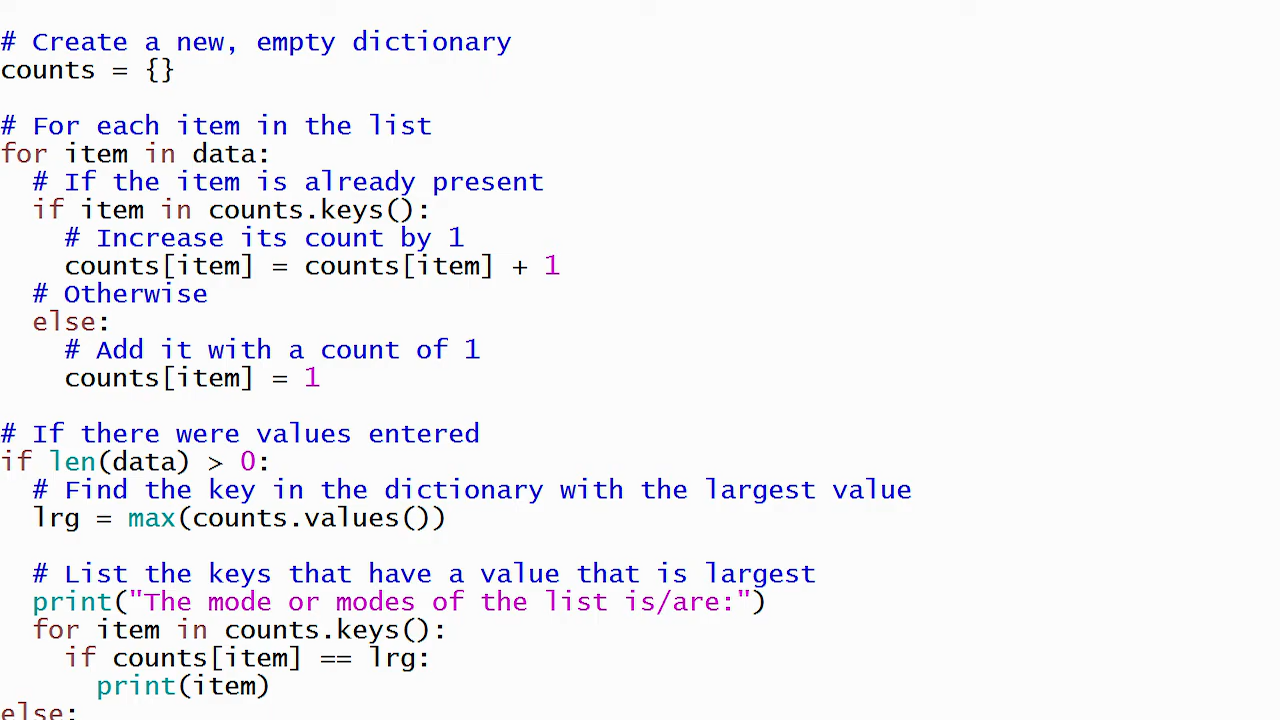 # Create a new, empty dictionary
counts = {}
# For each item in the list
for item in data:
# If the item is already present
if item in counts.keys():
# Increase its count by 1
counts[item] = counts[item] + 1
# Otherwise
else:
# Add it with a count of 1
counts[item] = 1
# If there were values entered
if len(data) > 0:
# Find the key in the dictionary with the largest value
lrg = max(counts.values())
# List the keys that have a value that is largest
print("The mode or modes of the list is/are:")
for item in counts.keys():
if counts[item] == lrg:
print(item)
else: